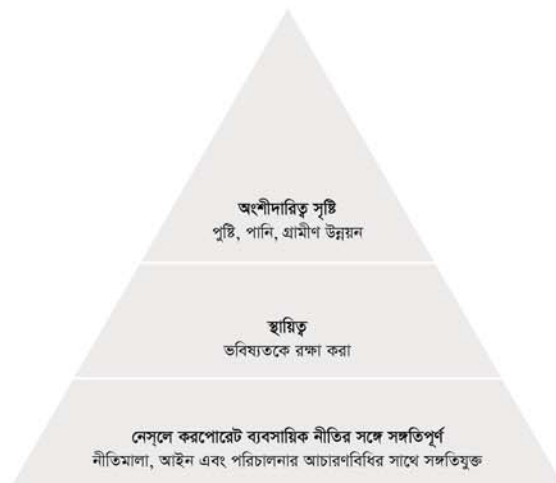 অংশীদারিত্ব সৃষ্টি
পুষ্টি, পানি, গ্রামীণ উন্নয়ন
স্থায়িত্ব
ভবিষ্যতকে রক্ষা করা
নেস্‌লে করপোরেট ব্যবসায়িক নীতির সঙ্গে সঙ্গতিপূর্ণ
নীতিমালা, আইন এবং পরিচালনার আচারণবিধির সাথে সঙ্গতিযুক্ত